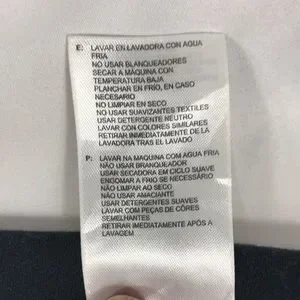 E: LAVAR EN LAVADORA CON AGUA
FRIA
NO USAR BLANQUEADORES
SECAR A MÁQUINA CON
TEMPERATURA BAJA
PLANCHAR EN FRÍO, EN CASO
NECESARIO
NO LIMPIAR EN SECO
NO USAR SUAVIZANTES TEXTILES
USAR DETERGENTE NEUTRO
LAVAR CON COLORES SIMILARES
RETIRAR INMEDIATAMENTE DE LA
LAVADORA TRAS EL LAVADO
P: LAVAR NA MAQUINA COM AGUA FRIA
NÃO USAR BRANQUEADOR
USAR SECADORA EM CICLO SUAVE
ENGOMAR A FRIO SE NECESSÁRIO
NÃO LIMPAR AO SECO
NÃO USAR AMACIANTE
USAR DETERGENTES SUAVES
LAVAR COM PEÇAS DE CÔRES
SEMELHANTES
RETIRAR IMEDIATAMENTE APÓS A
LAVAGEM